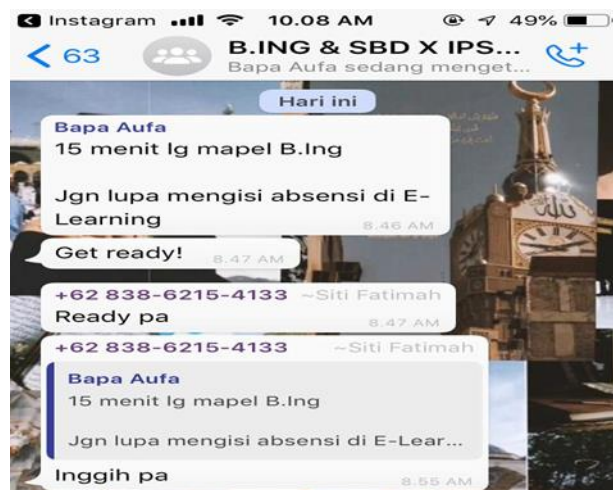 Instagram 10.08 AM 49%
63 B.ING & SBD X IPS...
Bapa Aufa sedang menget...
Hari ini
Bapa Aufa
15 menit lg mapel B.Ing
Jgn lupa mengisi absensi di E-
Learning 8.46 AM
Get ready! 8.47 AM
+62 838-6215-4133 ~Siti Fatimah
Ready pa 8.47 AM
+62 838-6215-4133 ~Siti Fatimah
Bapa Aufa
15 menit lg mapel B.Ing
Jgn lupa mengisi absensi di E-Lear...
Inggih pa 8.55 AM